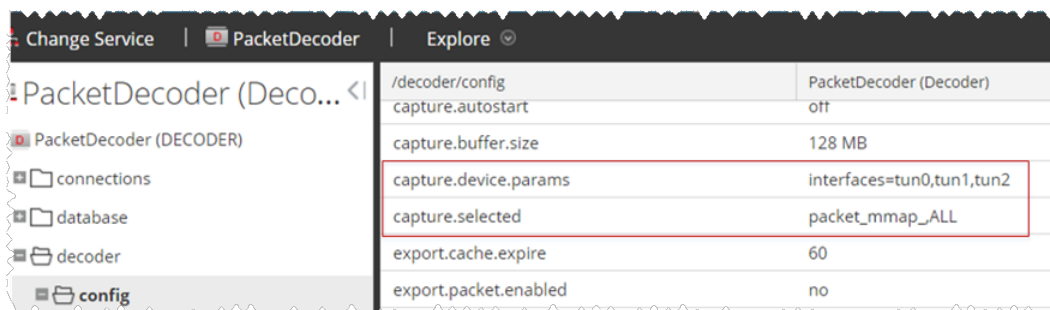 Change Service | PacketDecoder | Explore
PacketDecoder (Deco...
PacketDecoder (DECODER)
connections
database
decoder
config
/decoder/config PacketDecoder (Decoder)
capture.autostart off
capture.buffer.size 128 MB
capture.device.params interfaces=tun0,tun1,tun2
capture.selected packet_mmap_,ALL
export.cache.expire 60
export.packet.enabled no